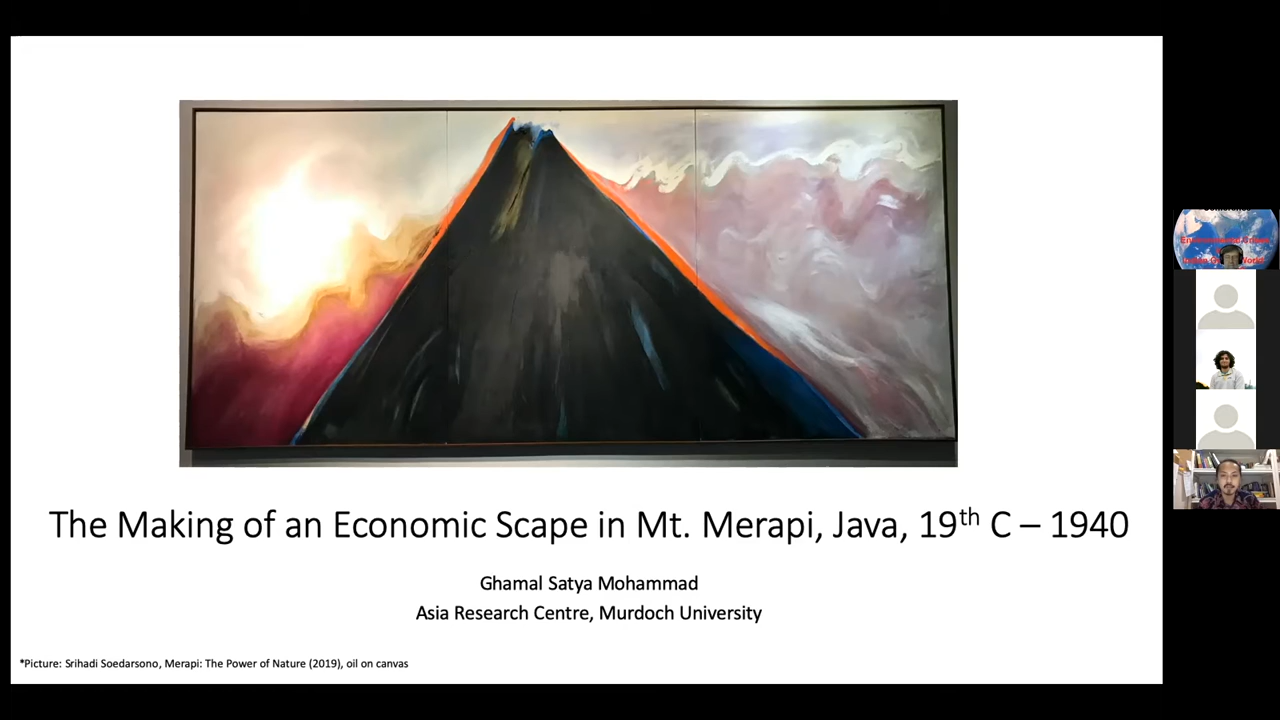 The Making of an Economic Scape in Mt. Merapi, Java, 19th C – 1940
Ghamal Satya Mohammad
Asia Research Centre, Murdoch University
*Picture: Srihadi Soedarsono, Merapi: The Power of Nature (2019), oil on canvas